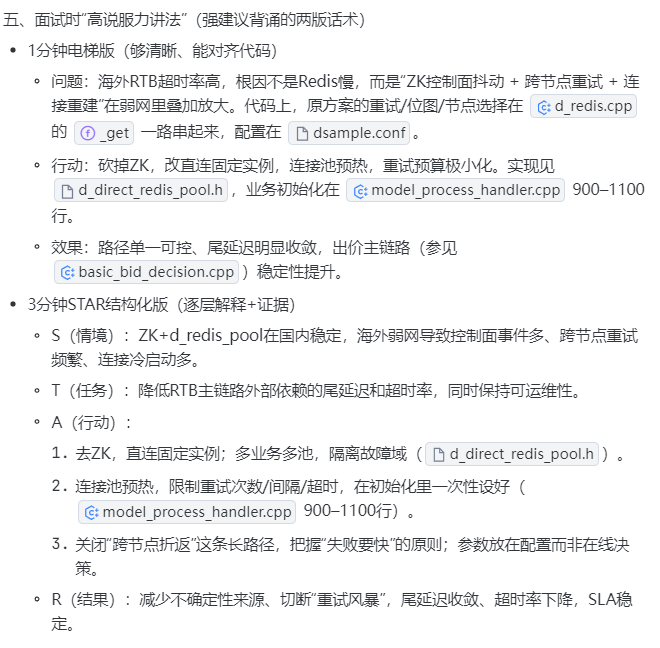 五、面试时“高说服力讲法”（强建议背诵的两版话术）
• 1分钟电梯版（够清晰、能对齐代码）
◦ 问题：海外RTB超时率高，根因不是Redis慢，而是“ZK控制面抖动 + 跨节点重试 + 连
接重建”在弱网里叠加放大。代码上，原方案的重试/位图/节点选择在 d_redis.cpp
的 _get 一路串起来，配置在 dsample.conf 。
◦ 行动：砍掉ZK，改直连固定实例，连接池预热，重试预算极小化。实现见
d_direct_redis_pool.h ，业务初始化在 model_process_handler.cpp 900–1100
行。
◦ 效果：路径单一可控、尾延迟明显收敛，出价主链路（参见
basic_bid_decision.cpp ）稳定性提升。
• 3分钟STAR结构化版（逐层解释+证据）
◦ S（情境）：ZK+d_redis_pool在国内稳定，海外弱网导致控制面事件多、跨节点重试
频繁、连接冷启动多。
◦ T（任务）：降低RTB主链路外部依赖的尾延迟和超时率，同时保持可运维性。
◦ A（行动）：
1. 去ZK，直连固定实例；多业务多池，隔离故障域（ d_direct_redis_pool.h ）。
2. 连接池预热，限制重试次数/间隔/超时，在初始化里一次性设好（
model_process_handler.cpp 900–1100行）。
3. 关闭“跨节点折返”这条长路径，把握“失败要快”的原则；参数放在配置而非在线决
策。
◦ R（结果）：减少不确定性来源、切断“重试风暴”，尾延迟收敛、超时率下降，SLA稳
定。